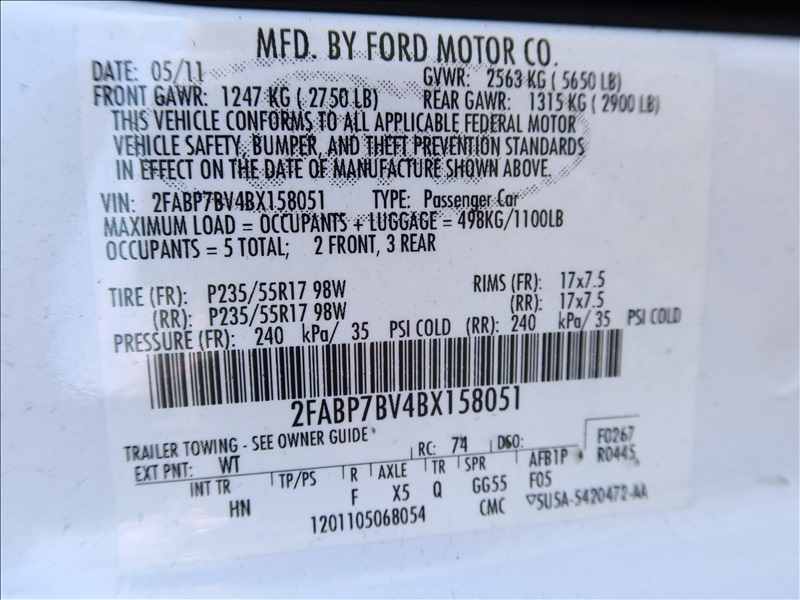 MFD. BY FORD MOTOR CO.
DATE: 05/11 GVWR: 2563 KG ( 5650 LB)
FRONT GAWR: 1247 KG ( 2750 LB) REAR GAWR: 1315 KG ( 2900 LB)
THIS VEHICLE CONFORMS TO ALL APPLICABLE FEDERAL MOTOR
VEHICLE SAFETY, BUMPER, AND THEFT PREVENTION STANDARDS
IN EFFECT ON THE DATE OF MANUFACTURE SHOWN ABOVE.
VIN: 2FABP7BV4BX158051 TYPE: Passenger Car
MAXIMUM LOAD = OCCUPANTS + LUGGAGE = 498KG/1100LB
OCCUPANTS = 5 TOTAL; 2 FRONT, 3 REAR
TIRE (FR): P235/55R17 98W RIMS (FR): 17x7.5
(RR): P235/55R17 98W (RR): 17x7.5
PRESSURE (FR): 240 kPa/ 35 PSI COLD (RR): 240 kPa/ 35 PSI COLD
2FABP7BV4BX158051
TRAILER TOWING - SEE OWNER GUIDE RC: 74 DSO: F0267
EXT PNT: WT R0445
INT TR TP/PS R AXLE TR SPR AFB1P
HN F X5 Q GG55 F05
1201105068054 CMC ▽5U5A-5420472-AA